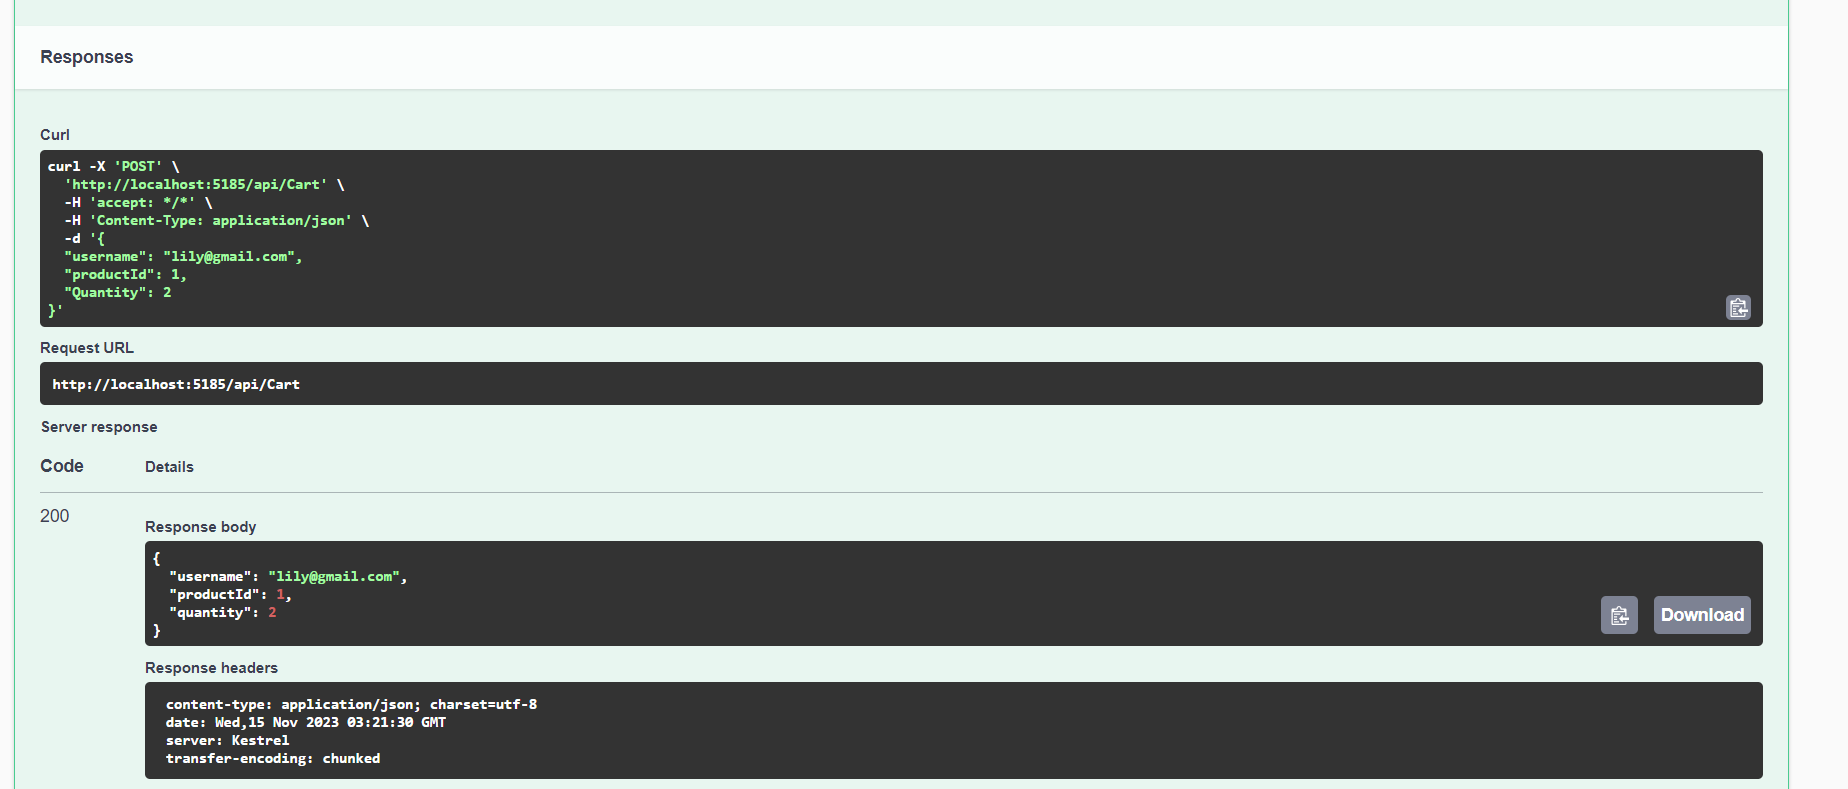 Responses
Curl
curl -X 'POST' \
  'http://localhost:5185/api/Cart' \
  -H 'accept: */*' \
  -H 'Content-Type: application/json' \
  -d '{
  "username": "lily@gmail.com",
  "productId": 1,
  "Quantity": 2
}'
Request URL
http://localhost:5185/api/Cart
Server response
Code Details
200
Response body
{
  "username": "lily@gmail.com",
  "productId": 1,
  "quantity": 2
}
Download
Response headers
content-type: application/json; charset=utf-8
date: Wed,15 Nov 2023 03:21:30 GMT
server: Kestrel
transfer-encoding: chunked